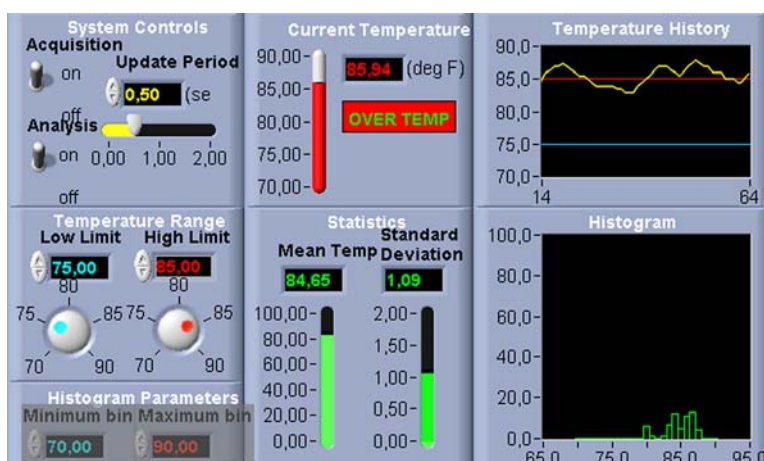 System Controls
Acquisition
on
off
Update Period
0,50 (se
Analysis
on
off
0,00 1,00 2,00
Current Temperature
90,00
85,00
80,00
75,00
70,00
85,94 (deg F)
OVER TEMP
Temperature History
90,0
85,0
80,0
75,0
70,0
14 64
Temperature Range
Low Limit High Limit
75,00 85,00
80 80
75 85 75 85
70 90 70 90
Statistics
Mean Temp Standard Deviation
84,65 1,09
100,00
80,00
60,00
40,00
20,00
0,00
2,00
1,50
1,00
0,50
0,00
Histogram
100,0
80,0
60,0
40,0
20,0
0,0
65,0 75,0 85,0 95,0
Histogram Parameters
Minimum bin Maximum bin
70,00 90,00